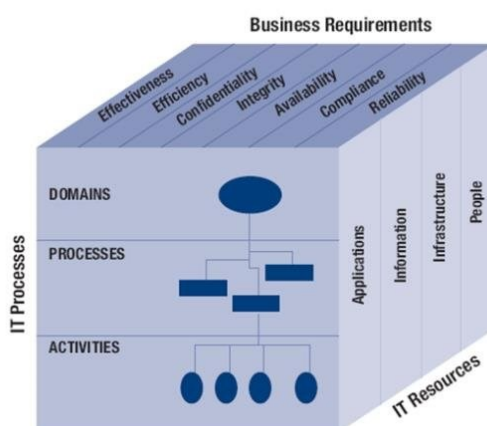 Business Requirements
Effectiveness
Efficiency
Confidentiality
Integrity
Availability
Compliance
Reliability
IT Processes
DOMAINS
PROCESSES
ACTIVITIES
Applications
Information
Infrastructure
People
IT Resources